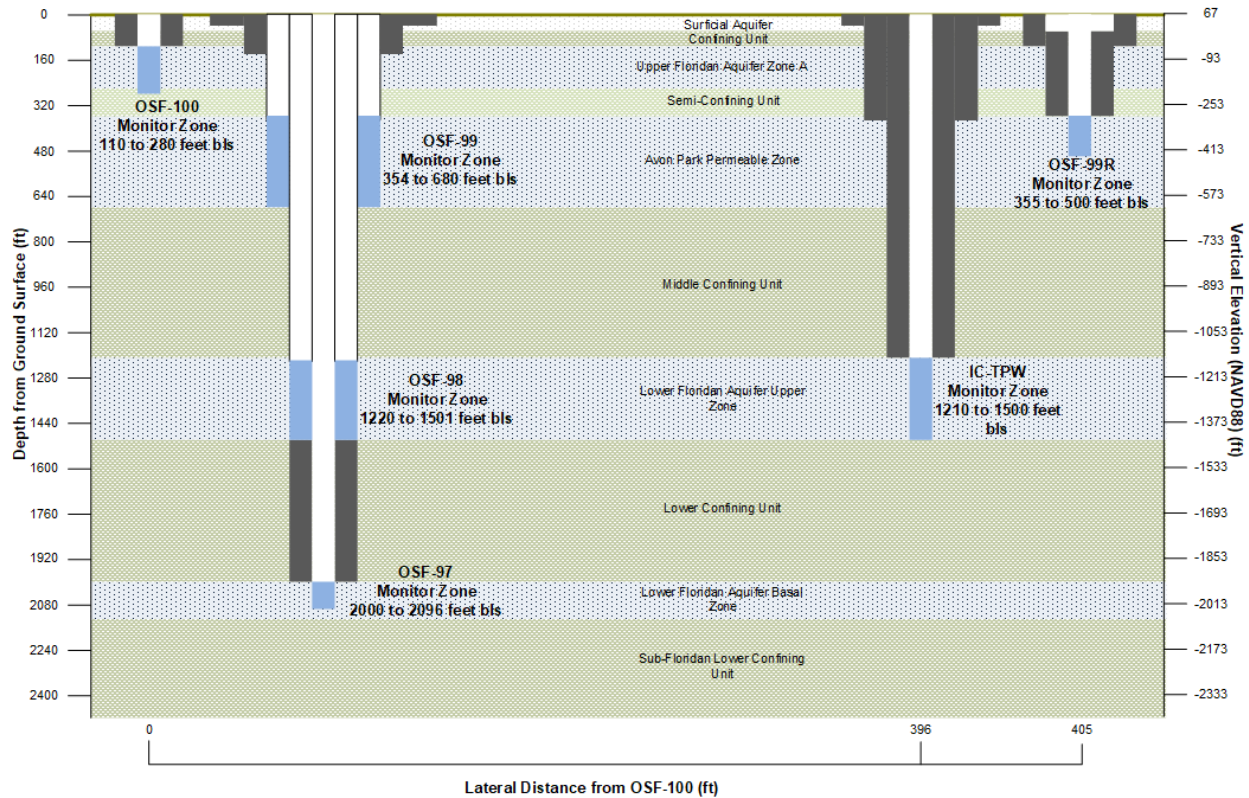 0
160
320
480
640
800
960
1120
1280
1440
1600
1760
1920
2080
2240
2400
Depth from Ground Surface (ft)
Surficial Aquifer
Confining Unit
Upper Floridan Aquifer Zone A
Semi-Confining Unit
Avon Park Permeable Zone
Middle Confining Unit
Lower Floridan Aquifer Upper
Zone
Lower Confining Unit
Lower Floridan Aquifer Basal
Zone
Sub-Floridan Lower Confining
Unit
OSF-100
Monitor Zone
110 to 280 feet bls
OSF-99
Monitor Zone
354 to 680 feet bls
OSF-98
Monitor Zone
1220 to 1501 feet bls
OSF-97
Monitor Zone
2000 to 2096 feet bls
IC-TPW
Monitor Zone
1210 to 1500 feet
bls
OSF-99R
Monitor Zone
355 to 500 feet bls
67
-93
-253
-413
-573
-733
-893
-1053
-1213
-1373
-1533
-1693
-1853
-2013
-2173
-2333
Vertical Elevation (NAVD88) (ft)
0
396
405
Lateral Distance from OSF-100 (ft)